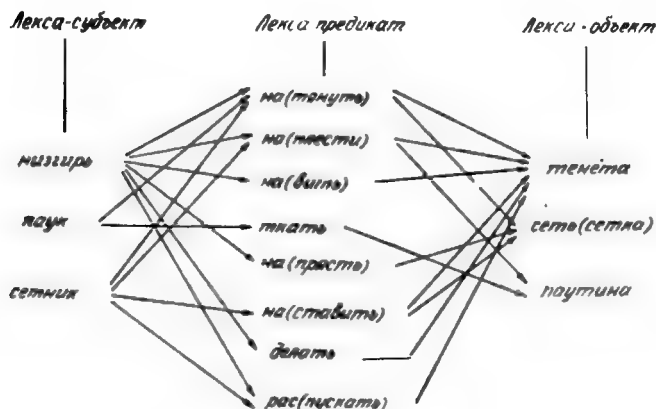 Лекса-субъект Лекса предикат Лекси-объект
на(тянуть)
на(плести)
мизгирь на(вить) тенёта
паук ткать сеть(сетка)
на(прясть)
сетник на(ставить) паутина
делать
рас(пускать)